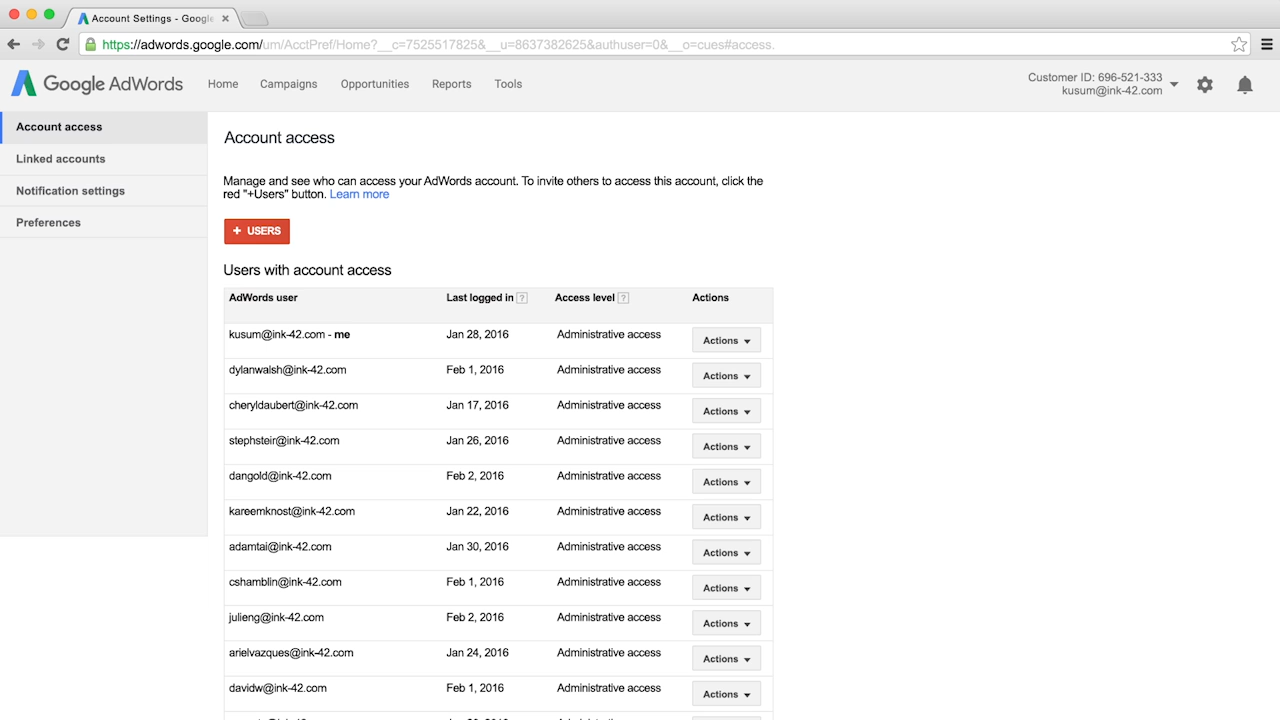 Account Settings - Google
https://adwords.google.com/um/AcctPref/Home?__c=7525517825&__u=8637382625&authuser=0&__o=cues#access.
Google AdWords Home Campaigns Opportunities Reports Tools
Customer ID: 696-521-333
kusum@ink-42.com
Account access
Linked accounts
Notification settings
Preferences
Account access
Manage and see who can access your AdWords account. To invite others to access this account, click the
red "+Users" button. Learn more
+ USERS
Users with account access
AdWords user Last logged in ? Access level ? Actions
kusum@ink-42.com - me Jan 28, 2016 Administrative access Actions
dylanwalsh@ink-42.com Feb 1, 2016 Administrative access Actions
cheryldaubert@ink-42.com Jan 17, 2016 Administrative access Actions
stephsteir@ink-42.com Jan 26, 2016 Administrative access Actions
dangold@ink-42.com Feb 2, 2016 Administrative access Actions
kareemknost@ink-42.com Jan 22, 2016 Administrative access Actions
adamtai@ink-42.com Jan 30, 2016 Administrative access Actions
cshamblin@ink-42.com Feb 1, 2016 Administrative access Actions
julieng@ink-42.com Feb 2, 2016 Administrative access Actions
arielvazques@ink-42.com Jan 24, 2016 Administrative access Actions
davidw@ink-42.com Feb 1, 2016 Administrative access Actions